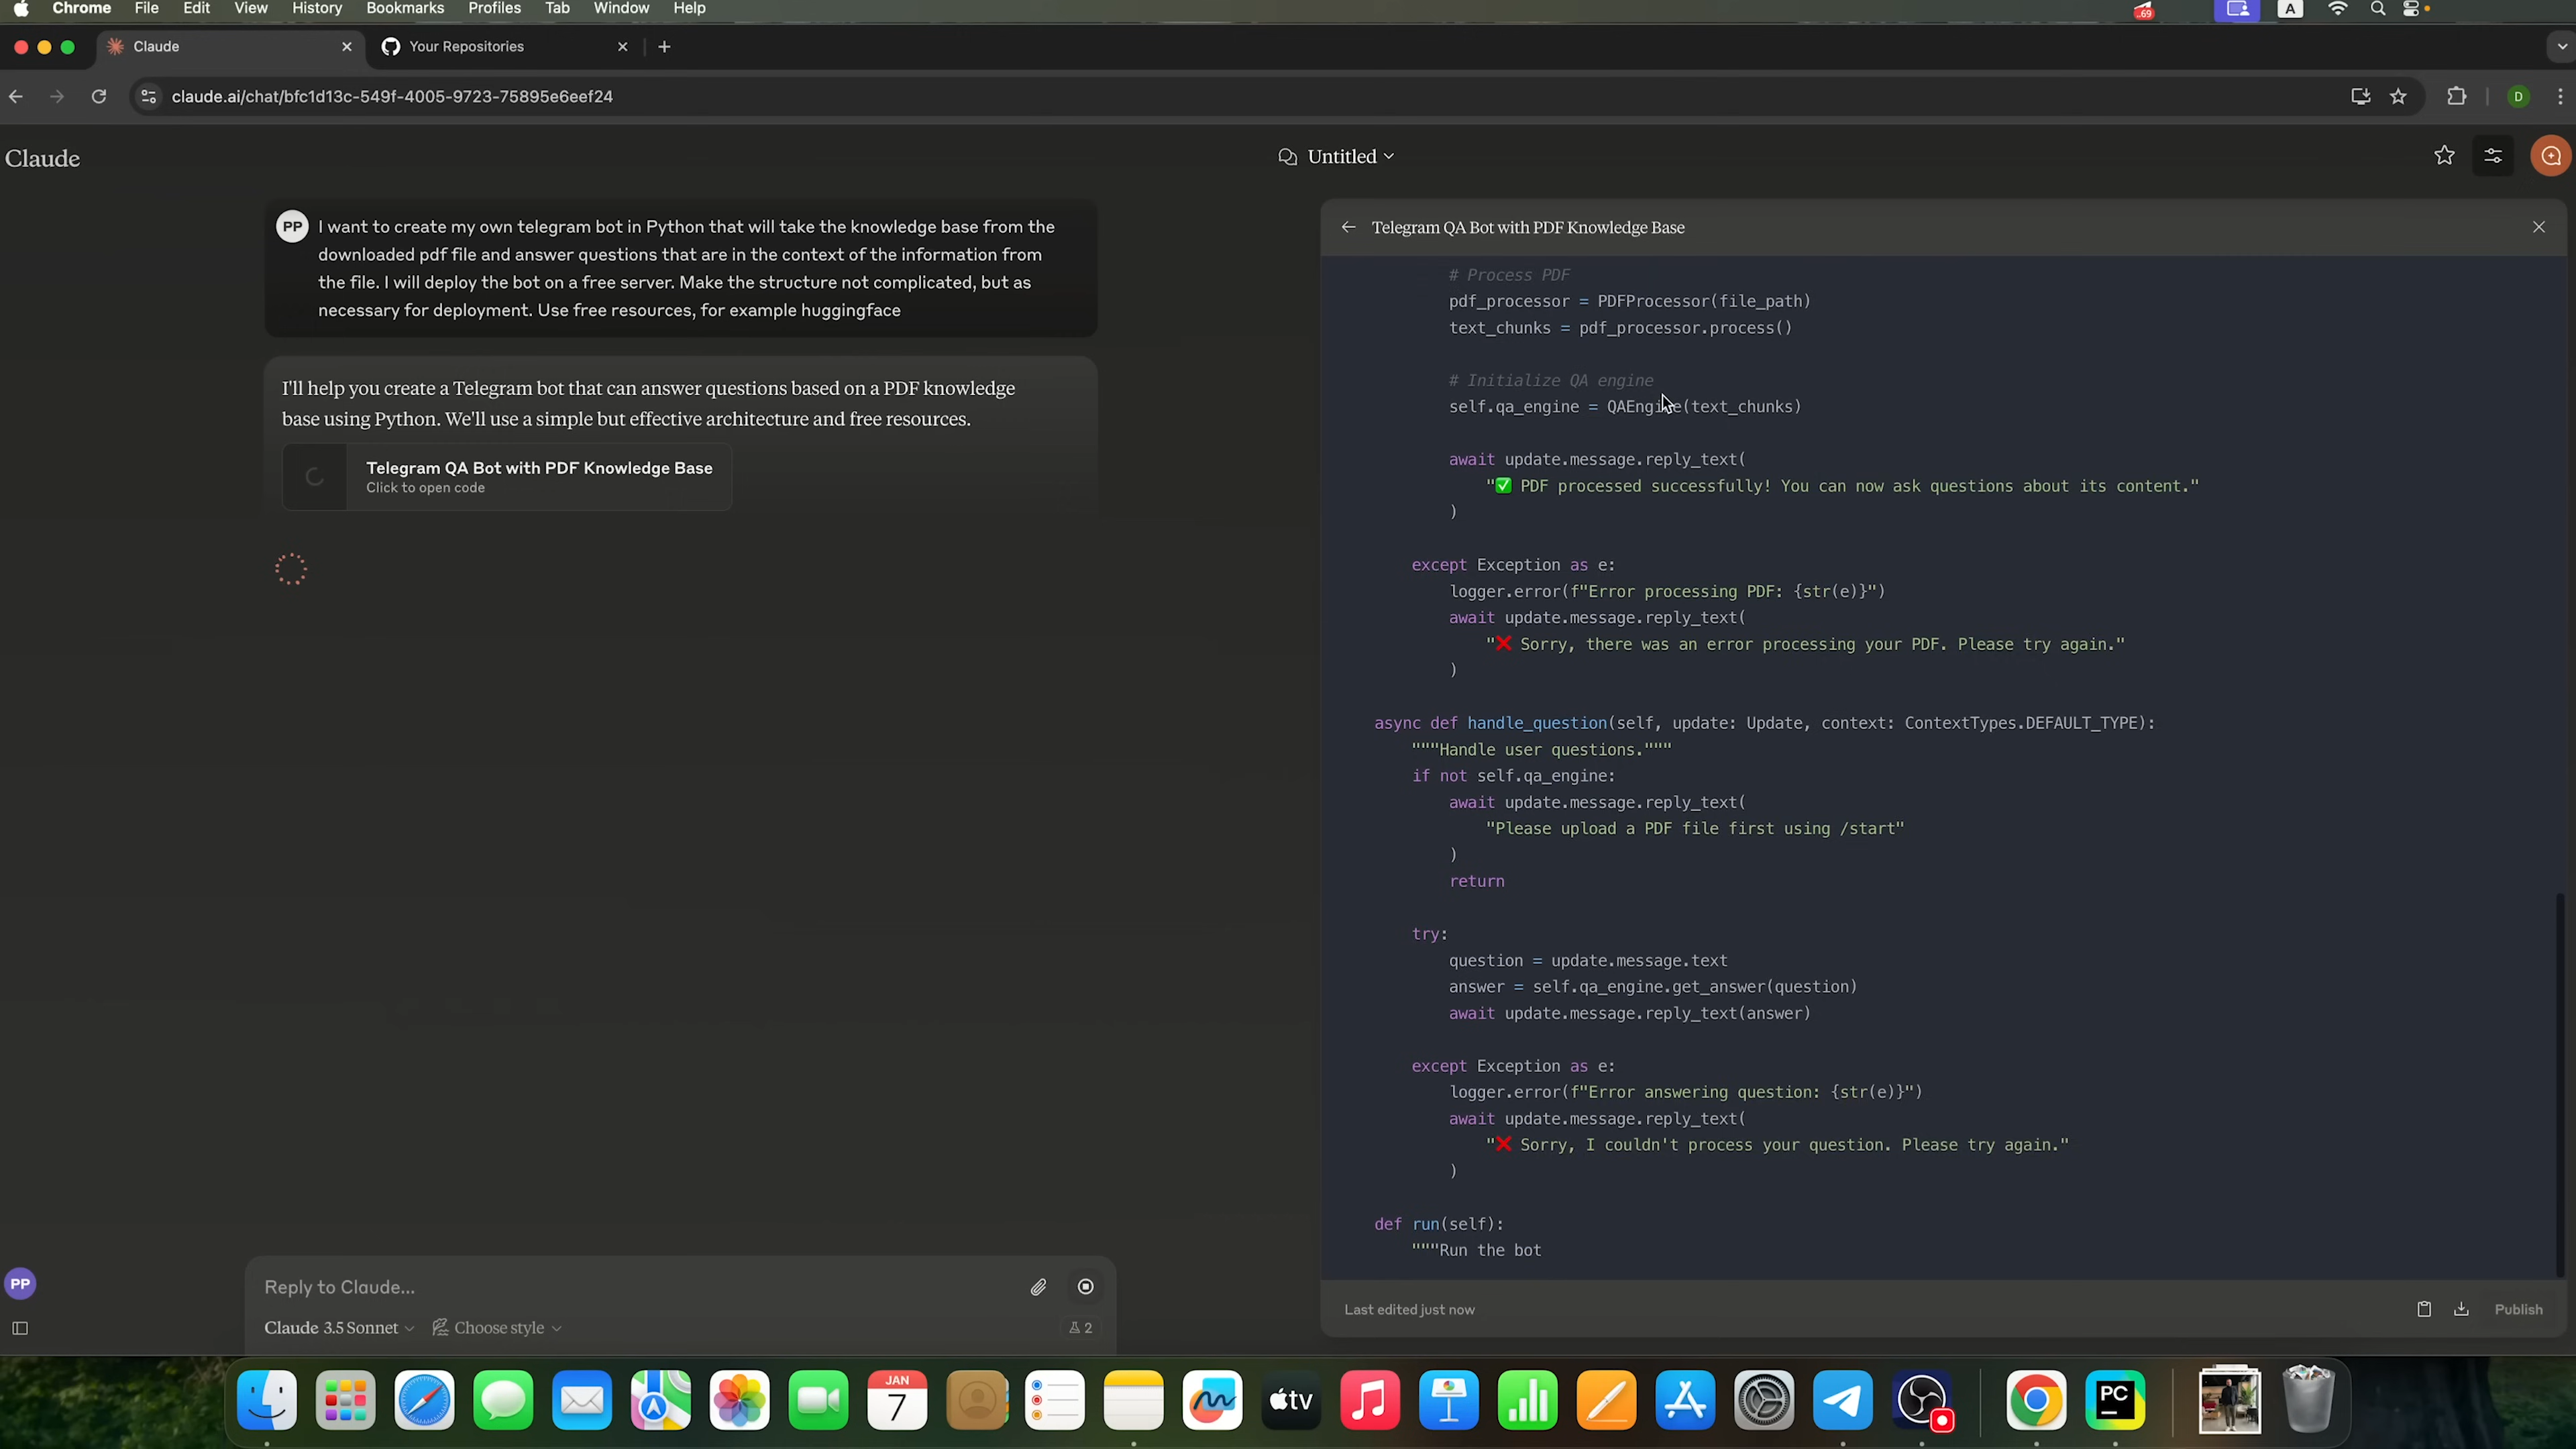 Chrome File Edit View History Bookmarks Profiles Tab Window Help
69
A
Claude
Your Repositories
claude.ai/chat/bfc1d13c-549f-4005-9723-75895e6eef24
D
Claude
Untitled
PP
I want to create my own telegram bot in Python that will take the knowledge base from the
downloaded pdf file and answer questions that are in the context of the information from
the file. I will deploy the bot on a free server. Make the structure not complicated, but as
necessary for deployment. Use free resources, for example huggingface
I'll help you create a Telegram bot that can answer questions based on a PDF knowledge
base using Python. We'll use a simple but effective architecture and free resources.
Telegram QA Bot with PDF Knowledge Base
Click to open code
PP
Reply to Claude...
Claude 3.5 Sonnet
Choose style
2
Telegram QA Bot with PDF Knowledge Base
# Process PDF
pdf_processor = PDFProcessor(file_path)
text_chunks = pdf_processor.process()
# Initialize QA engine
self.qa_engine = QAEngine(text_chunks)
await update.message.reply_text(
"✅ PDF processed successfully! You can now ask questions about its content."
)
except Exception as e:
logger.error(f"Error processing PDF: {str(e)}")
await update.message.reply_text(
"❌ Sorry, there was an error processing your PDF. Please try again."
)
async def handle_question(self, update: Update, context: ContextTypes.DEFAULT_TYPE):
"""Handle user questions."""
if not self.qa_engine:
await update.message.reply_text(
"Please upload a PDF file first using /start"
)
return
try:
question = update.message.text
answer = self.qa_engine.get_answer(question)
await update.message.reply_text(answer)
except Exception as e:
logger.error(f"Error answering question: {str(e)}")
await update.message.reply_text(
"❌ Sorry, I couldn't process your question. Please try again."
)
def run(self):
"""Run the bot
Last edited just now
Publish
JAN
7
tv
PC